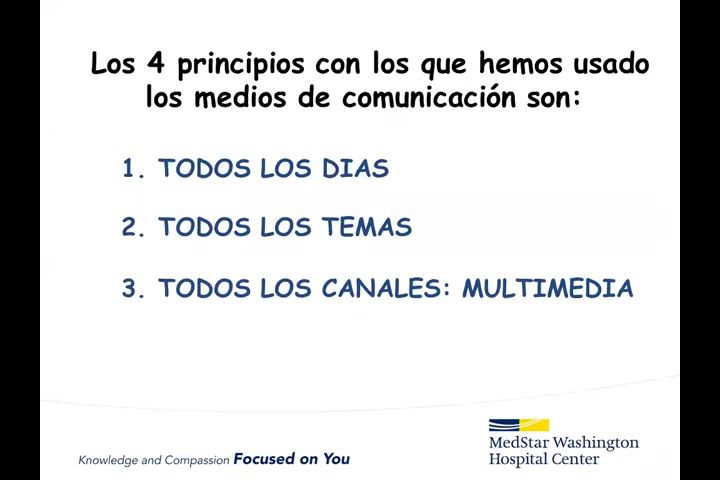 Los 4 principios con los que hemos usado
los medios de comunicación son:
1. TODOS LOS DIAS
2. TODOS LOS TEMAS
3. TODOS LOS CANALES: MULTIMEDIA
Knowledge and Compassion Focused on You
MedStar Washington
Hospital Center